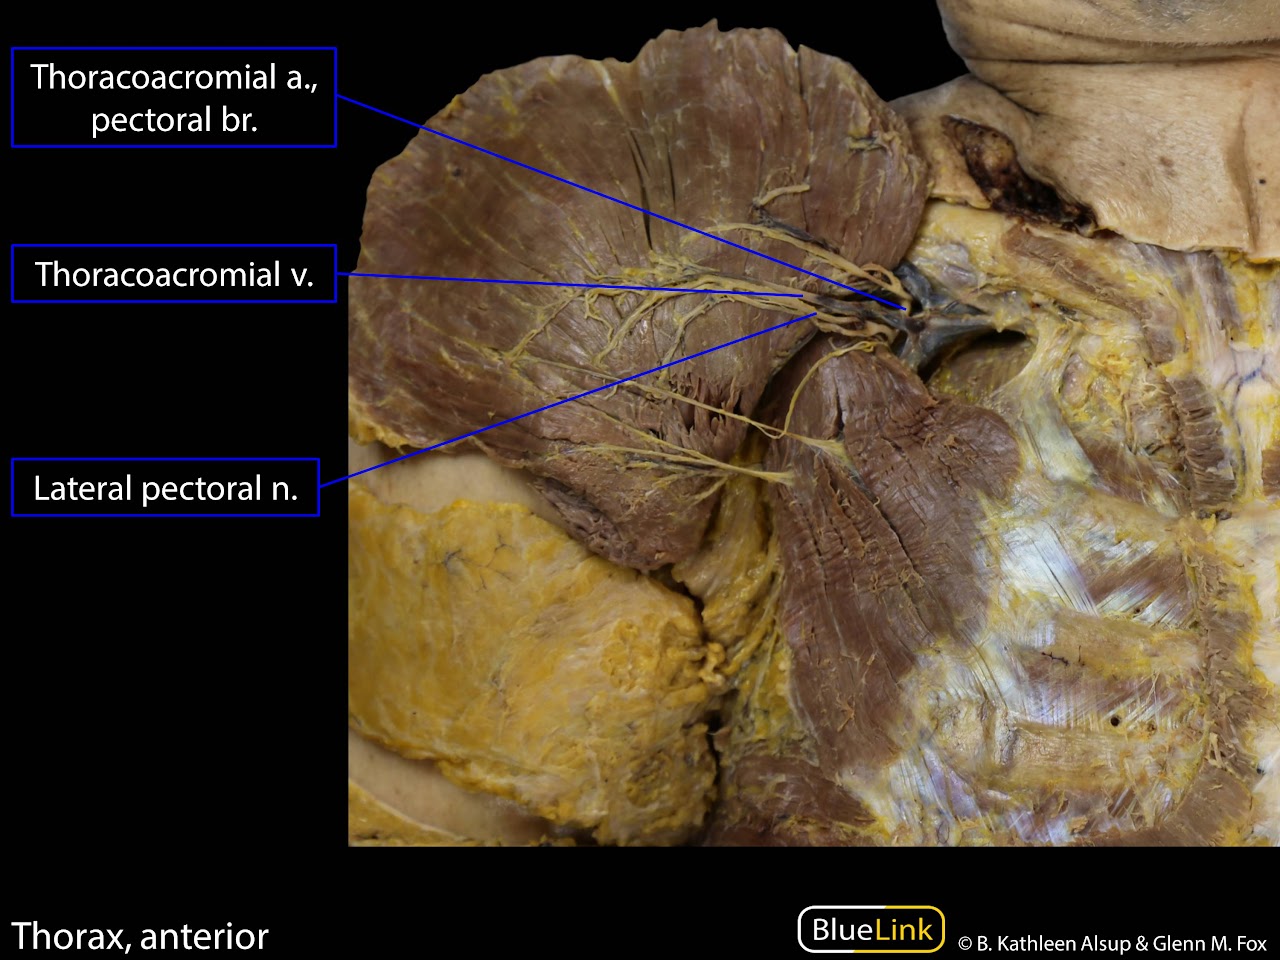 Thoracoacromial a.,
pectoral br.
Thoracoacromial v.
Lateral pectoral n.
Thorax, anterior
BlueLink
© B. Kathleen Alsup & Glenn M. Fox